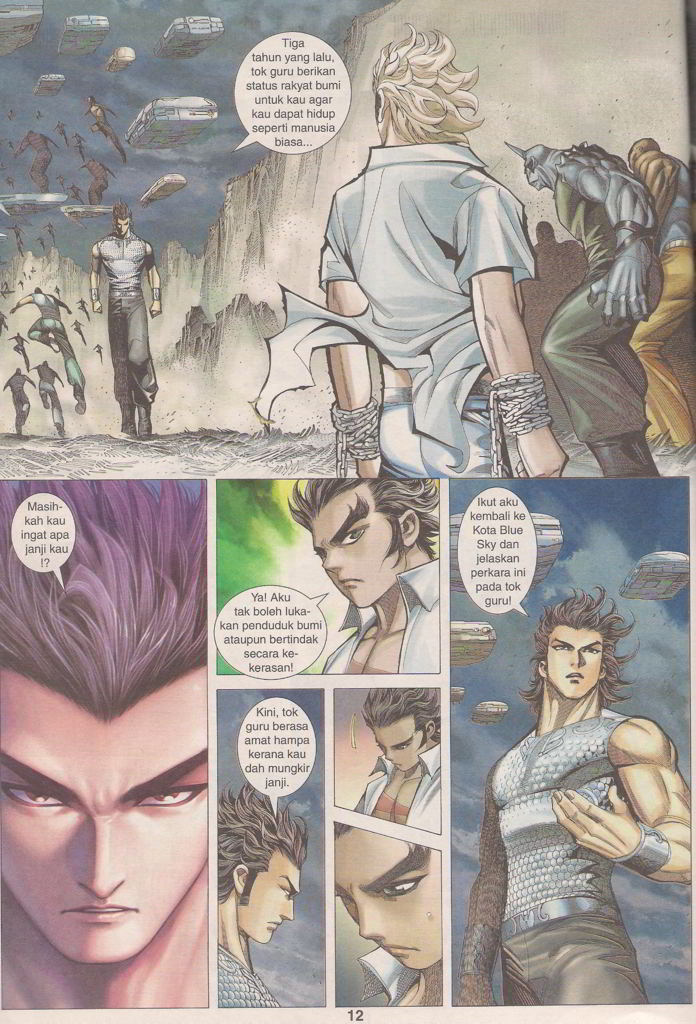 Tiga
tahun yang lalu,
tok guru berikan
status rakyat bumi
untuk kau agar
kau dapat hidup
seperti manusia
biasa...
Masih-
kah kau
ingat apa
janji kau
!?
Ya! Aku
tak boleh luka-
kan penduduk bumi
ataupun bertindak
secara ke-
kerasan!
Kini, tok
guru berasa
amat hampa
kerana kau
dah mungkir
janji.
Ikut aku
kembali ke
Kota Blue
Sky dan
jelaskan
perkara ini
pada tok
guru!
12